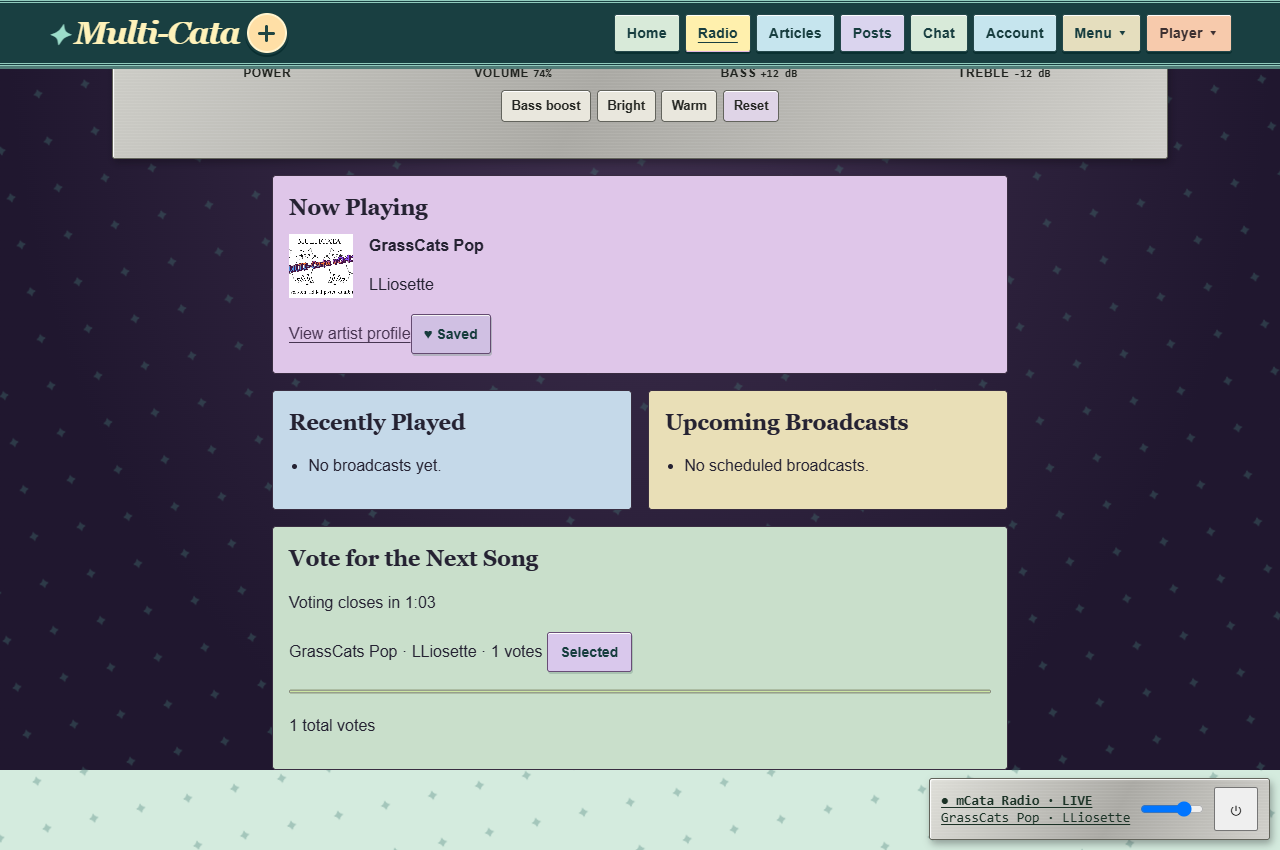 Multi-Cata
Home
Radio
Articles
Posts
Chat
Account
Menu ▼
Player ▼
POWER
VOLUME 74%
BASS +12 dB
TREBLE -12 dB
Bass boost
Bright
Warm
Reset
Now Playing
GrassCats Pop
LLiosette
View artist profile
♥ Saved
Recently Played
• No broadcasts yet.
Upcoming Broadcasts
• No scheduled broadcasts.
Vote for the Next Song
Voting closes in 1:03
GrassCats Pop · LLiosette · 1 votes
Selected
1 total votes
● mCata Radio · LIVE
GrassCats Pop · LLiosette